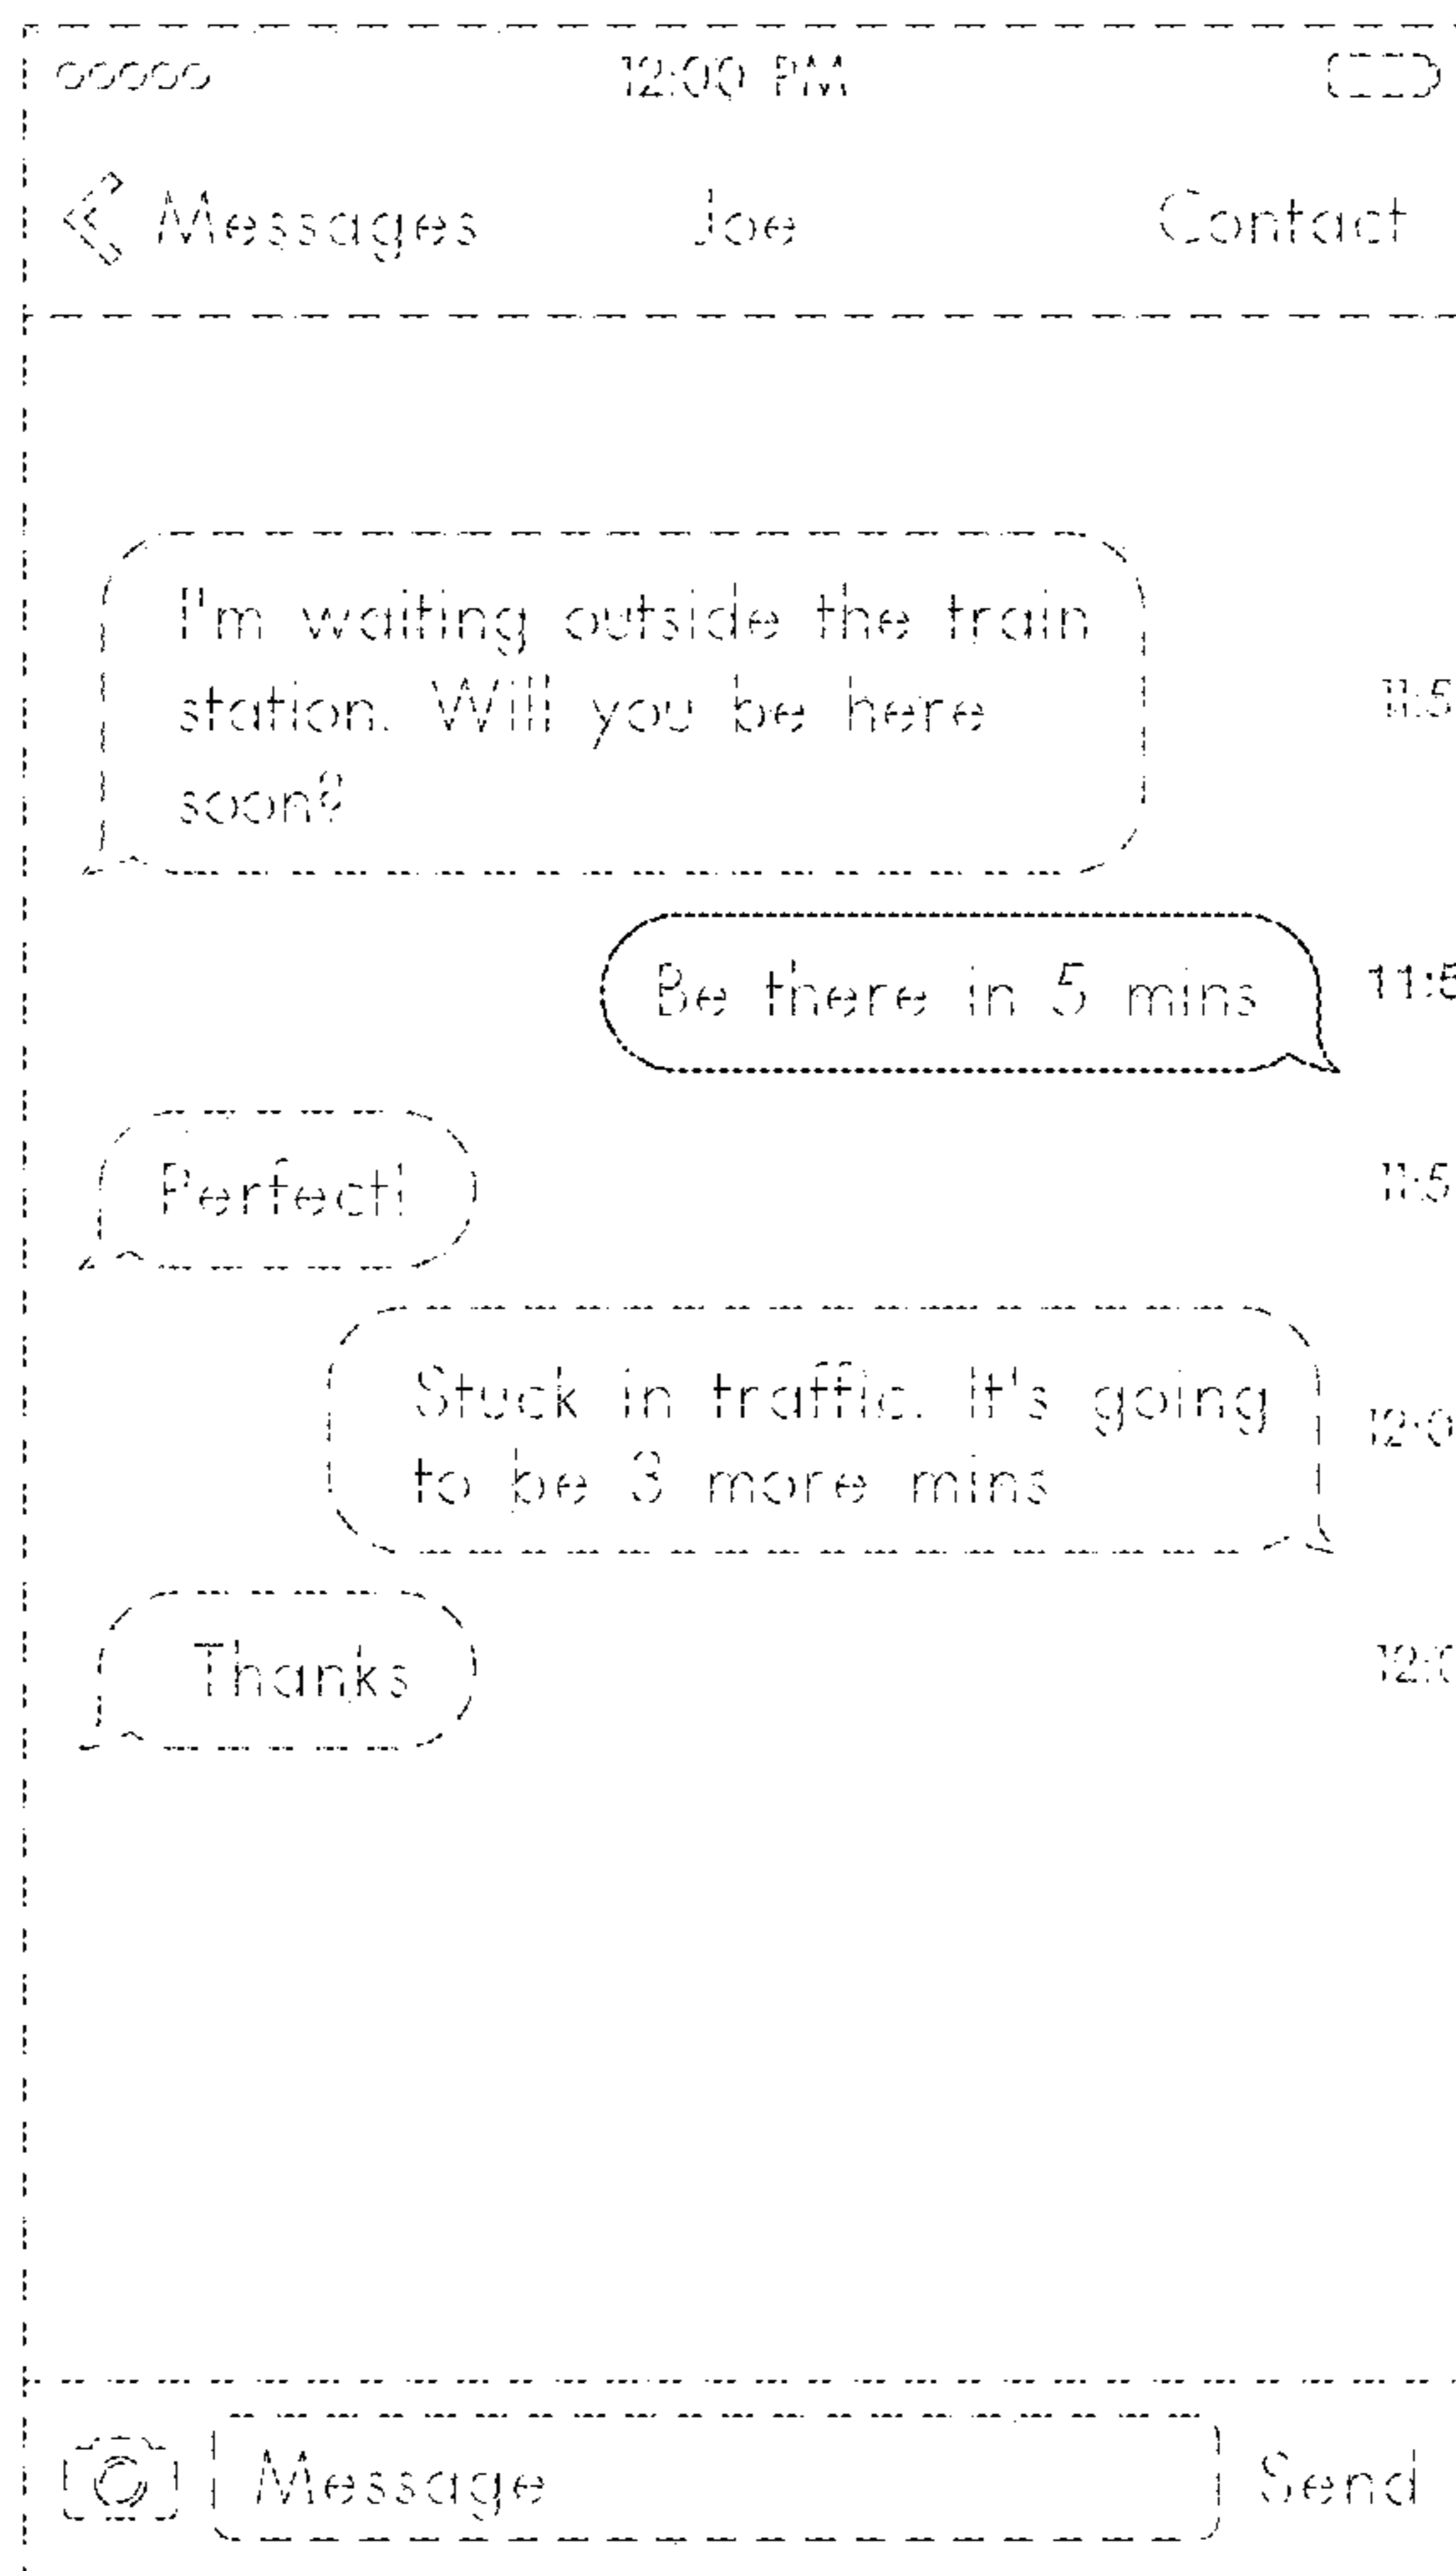 12:00 PM
Messages Joe Contact
I'm waiting outside the train
station. Will you be here
soon?
Be there in 5 mins
Perfect!
Stuck in traffic. It's going
to be 3 more mins
Thanks
Message Send